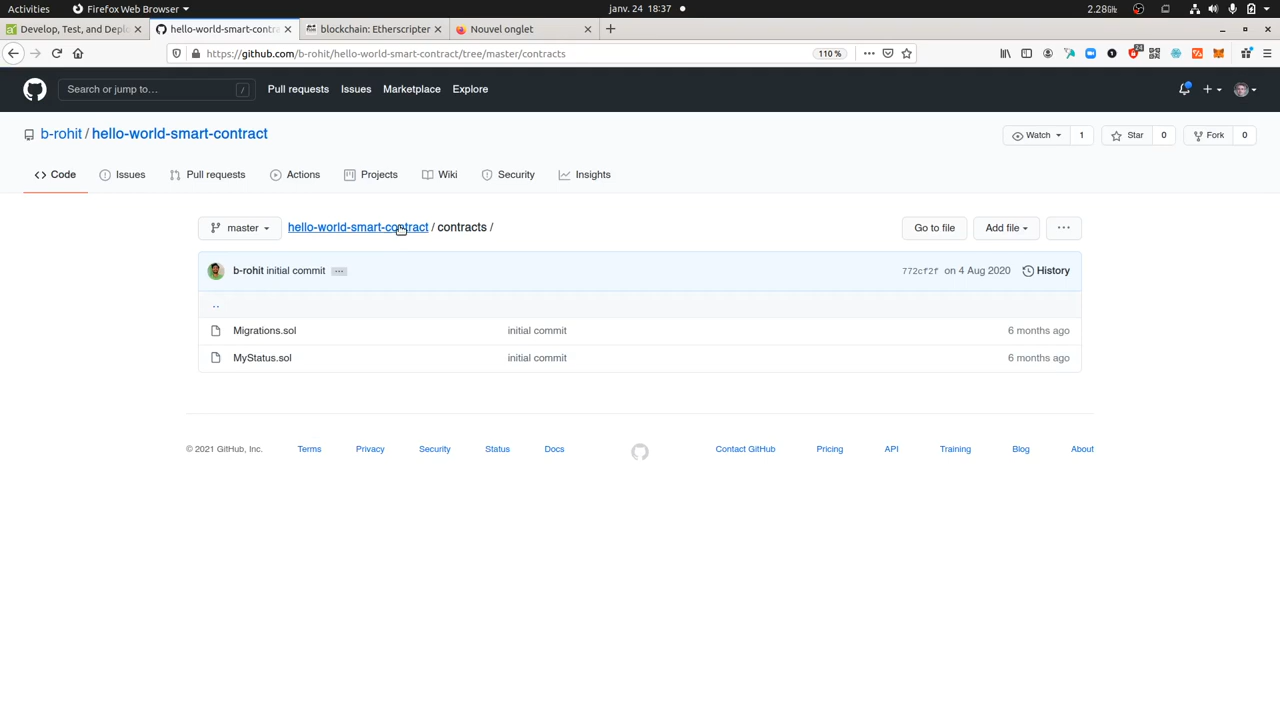 Activities Firefox Web Browser janv. 24 18:37 2.28
Develop, Test, and Depl hello-world-smart-contra blockchain: Etherscripter Nouvel onglet
https://github.com/b-rohit/hello-world-smart-contract/tree/master/contracts 110 %
24
Search or jump to… / Pull requests Issues Marketplace Explore
b-rohit / hello-world-smart-contract Watch 1 Star 0 Fork 0
Code Issues Pull requests Actions Projects Wiki Security Insights
master hello-world-smart-contract / contracts / Go to file Add file ...
b-rohit initial commit ... 772cf2f on 4 Aug 2020 History
..
Migrations.sol initial commit 6 months ago
MyStatus.sol initial commit 6 months ago
© 2021 GitHub, Inc. Terms Privacy Security Status Docs Contact GitHub Pricing API Training Blog About